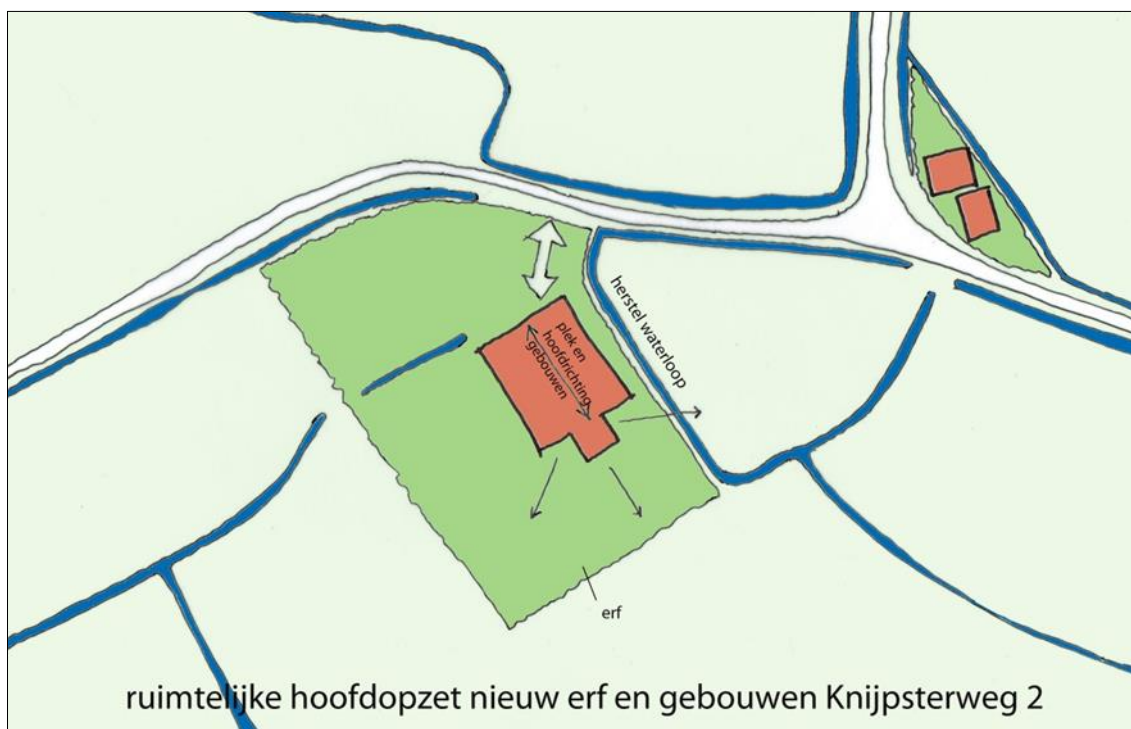 herstel waterloop
plek en
hoofdrichting
gebouwen
erf
ruimtelijke hoofdopzet nieuw erf en gebouwen Knijpsterweg 2